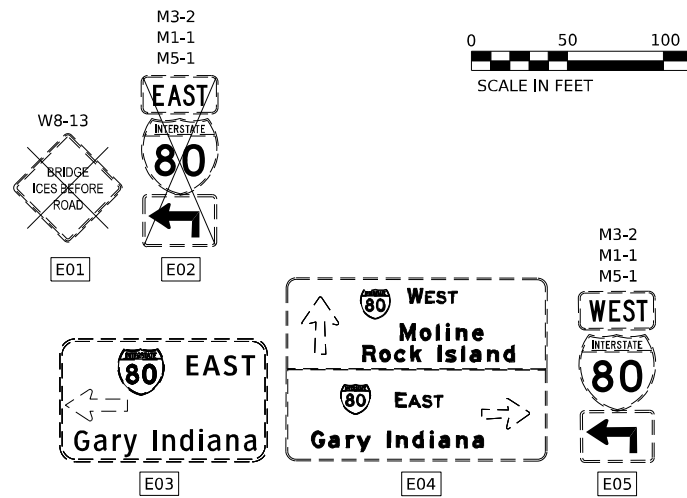 M3-2
M1-1
M5-1
EAST
INTERSTATE
80
W8-13
BRIDGE
ICES BEFORE
ROAD
E01
E02
0 50 100
SCALE IN FEET
INTERSTATE
80 EAST
Gary Indiana
E03
80 WEST
Moline
Rock Island
80 EAST
Gary Indiana
E04
M3-2
M1-1
M5-1
WEST
INTERSTATE
80
E05